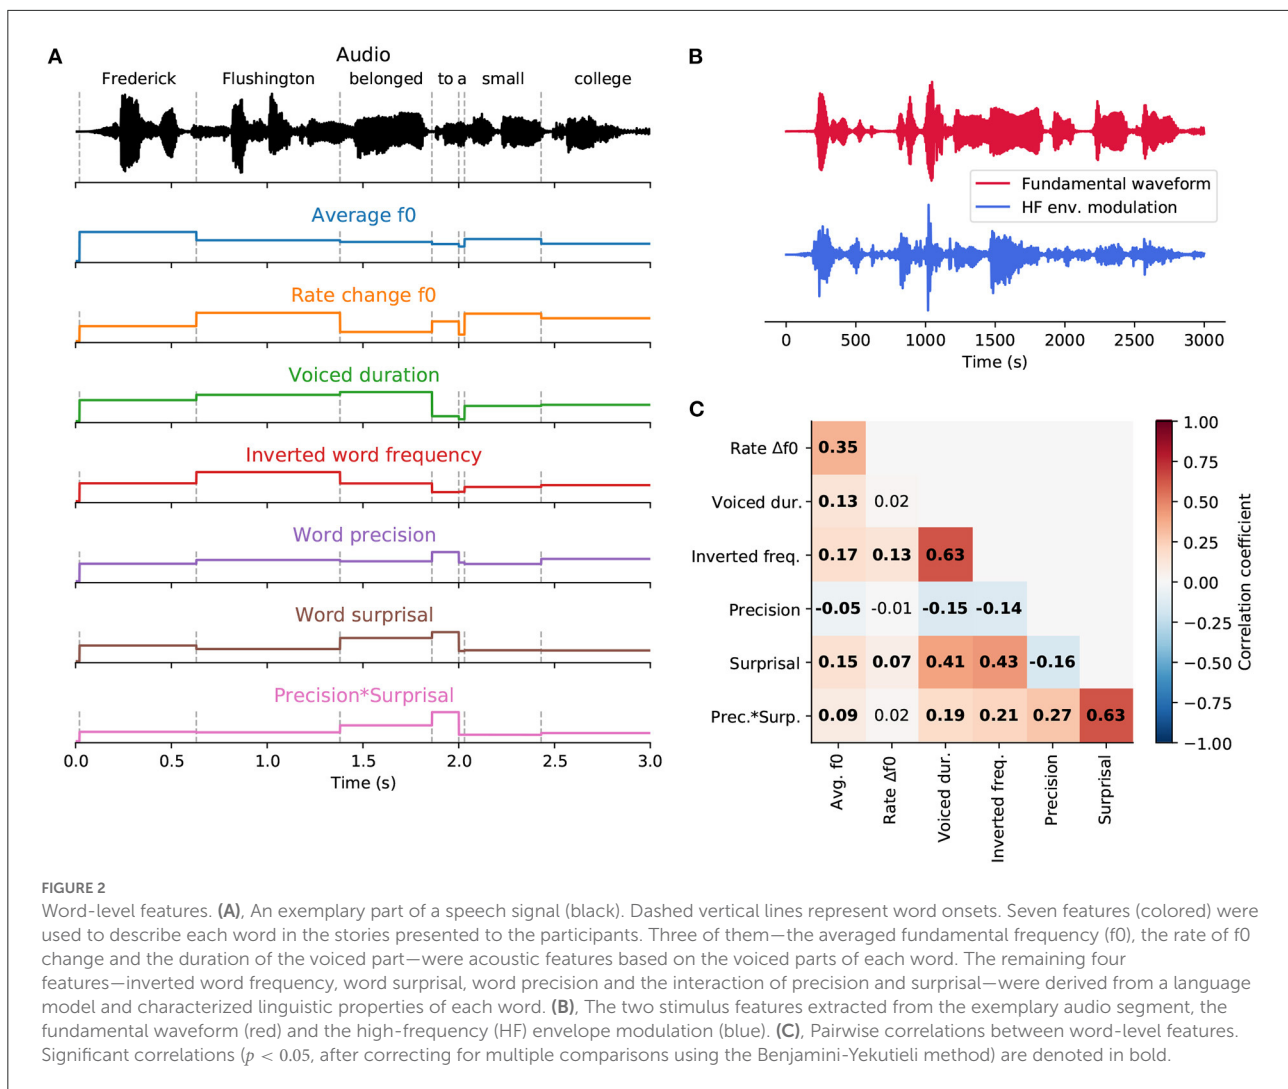 A
Audio
Frederick Flushington belonged to a small college
0.0 0.5 1.0 1.5 2.0 2.5 3.0
Average f0
Rate change f0
Voiced duration
Inverted word frequency
Word precision
Word surprisal
Precision*Surprisal
0.0 0.5 1.0 1.5 2.0 2.5 3.0
Time (s)
B
Fundamental waveform
HF env. modulation
0 500 1000 1500 2000 2500 3000
Time (s)
C
Rate Δf0 0.35
Voiced dur. 0.13 0.02
Inverted freq. 0.17 0.13 0.63
Precision -0.05 -0.01 -0.15 -0.14
Surprisal 0.15 0.07 0.41 0.43 -0.16
Prec.*Surp. 0.09 0.02 0.19 0.21 0.27 0.63
Avg. f0
Rate Δf0
Voiced dur.
Inverted freq.
Precision
Surprisal
1.00
0.75
0.50
0.25
0.00
−0.25
−0.50
−0.75
−1.00
Correlation coefficient
FIGURE 2
Word-level features. (A), An exemplary part of a speech signal (black). Dashed vertical lines represent word onsets. Seven features (colored) were
used to describe each word in the stories presented to the participants. Three of them—the averaged fundamental frequency (f0), the rate of f0
change and the duration of the voiced part—were acoustic features based on the voiced parts of each word. The remaining four
features—inverted word frequency, word surprisal, word precision and the interaction of precision and surprisal—were derived from a language
model and characterized linguistic properties of each word. (B), The two stimulus features extracted from the exemplary audio segment, the
fundamental waveform (red) and the high-frequency (HF) envelope modulation (blue). (C), Pairwise correlations between word-level features.
Significant correlations (p < 0.05, after correcting for multiple comparisons using the Benjamini-Yekutieli method) are denoted in bold.